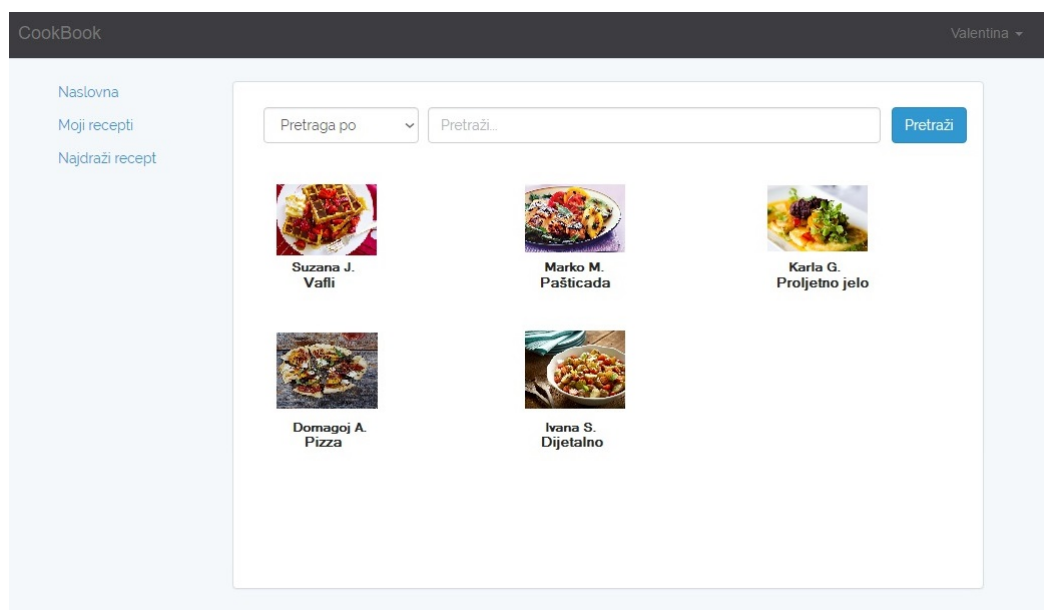 CookBook
Valentina
Naslovna
Moji recepti
Najdraži recept
Pretraga po
Pretraži...
Pretraži
Suzana J.
Vafli
Marko M.
Pašticada
Karla G.
Proljetno jelo
Domagoj A.
Pizza
Ivana S.
Dijetalno